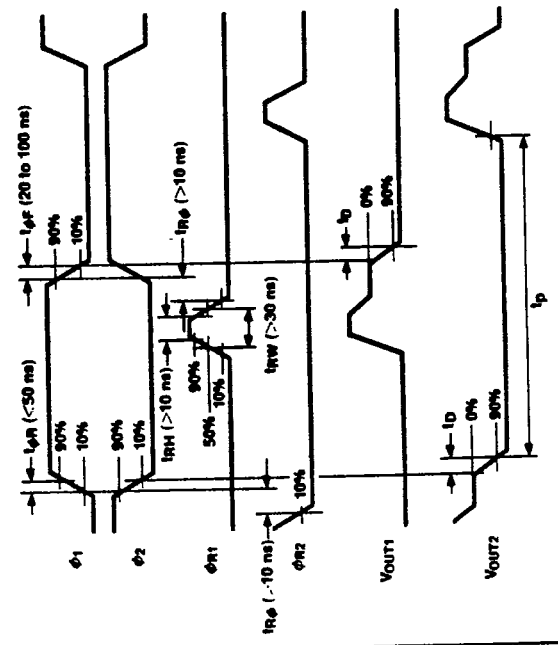 tϕR (<50 ns)
tϕF (20 to 100 ns)
ϕ1
90%
10%
90%
10%
ϕ2
90%
10%
tRH (>10 ns)
tRϕ (>10 ns)
ϕR1
90%
50%
10%
tRW (>30 ns)
tRϕ (>10 ns)
ϕR2
10%
VOUT1
tD
0%
90%
VOUT2
tD
0%
90%
tp